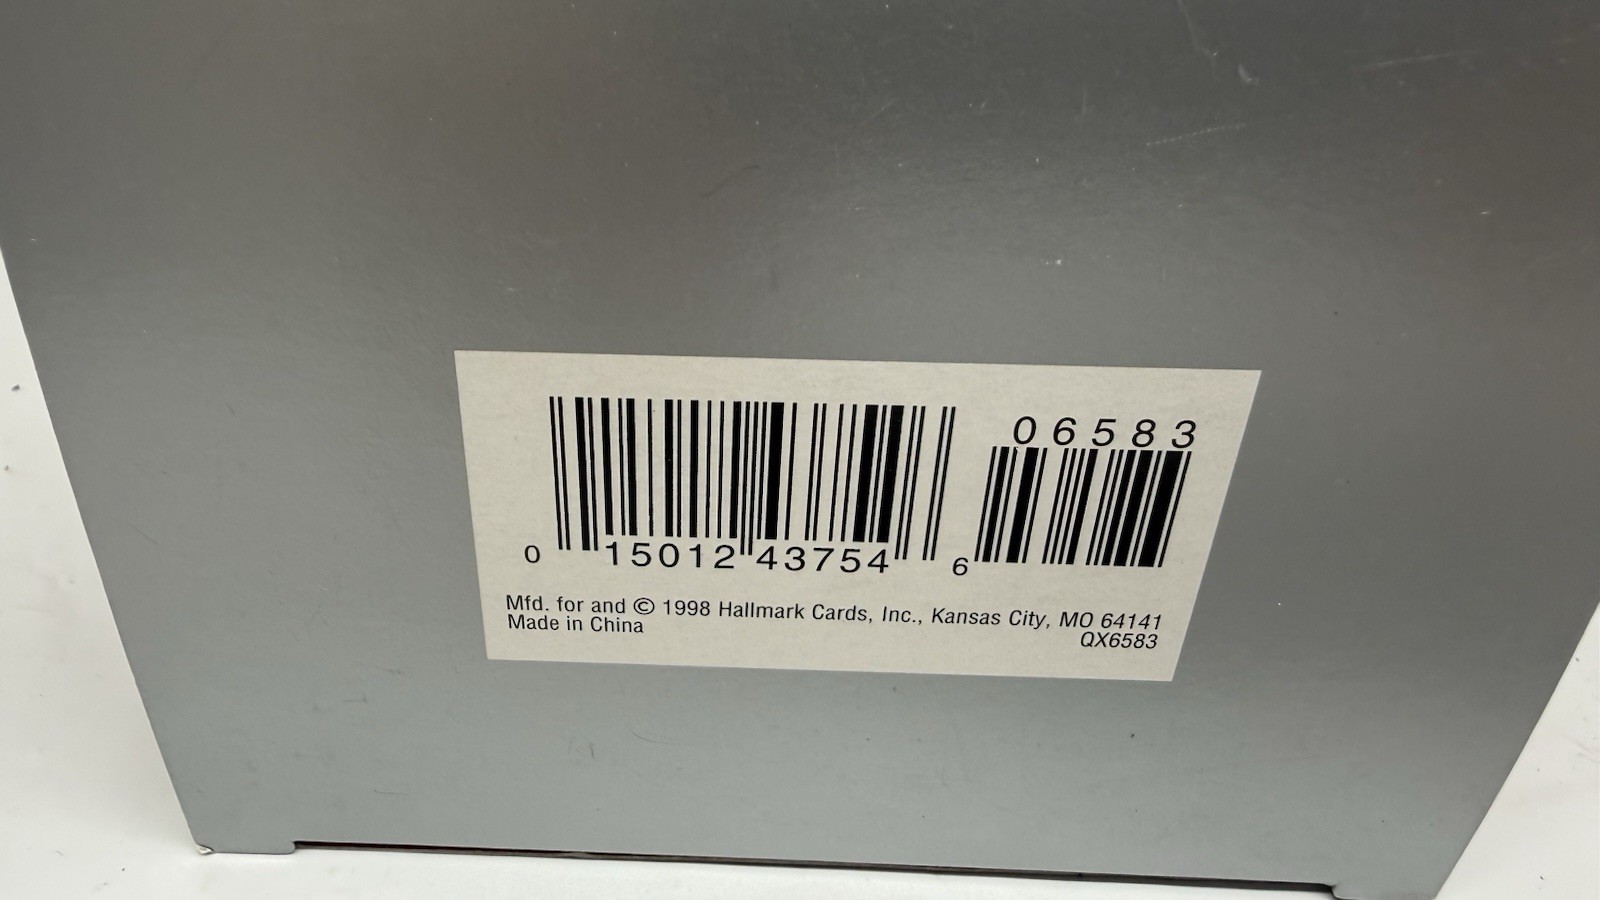 06583
0 15012 43754 6
Mfd. for and © 1998 Hallmark Cards, Inc., Kansas City, MO 64141
Made in China
QX6583